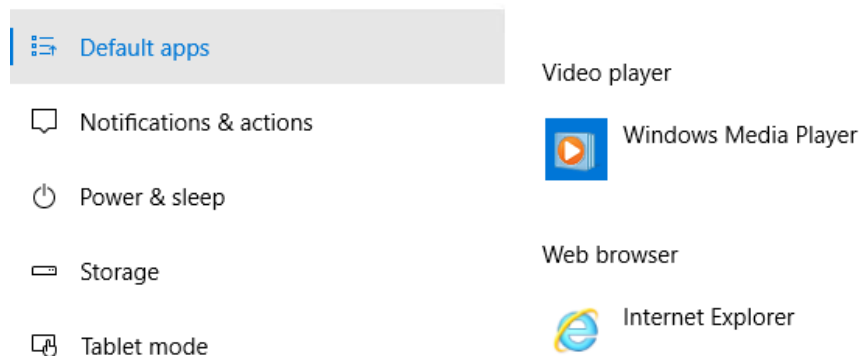 Default apps
Notifications & actions
Power & sleep
Storage
Tablet mode
Video player
Windows Media Player
Web browser
Internet Explorer